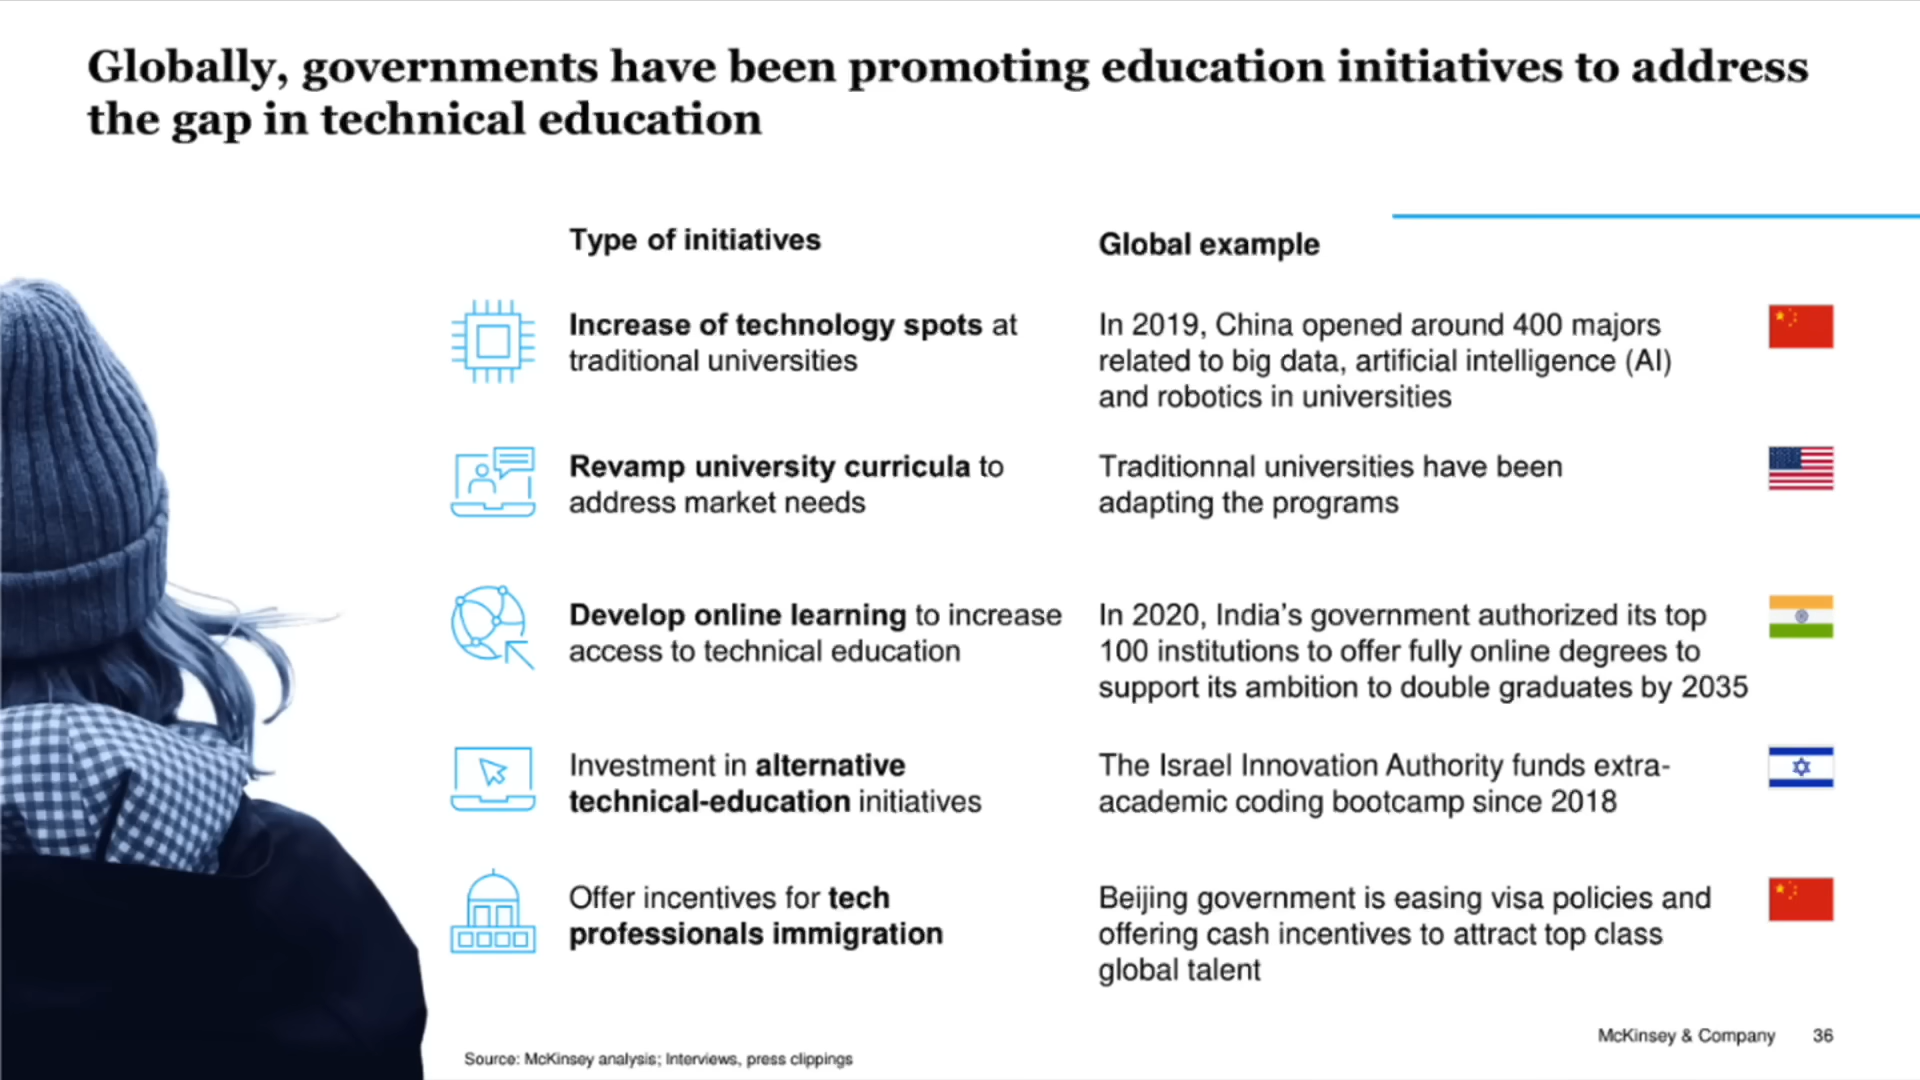 Globally, governments have been promoting education initiatives to address
the gap in technical education
Type of initiatives
Global example
Increase of technology spots at
traditional universities
In 2019, China opened around 400 majors
related to big data, artificial intelligence (AI)
and robotics in universities
Revamp university curricula to
address market needs
Traditionnal universities have been
adapting the programs
Develop online learning to increase
access to technical education
In 2020, India's government authorized its top
100 institutions to offer fully online degrees to
support its ambition to double graduates by 2035
Investment in alternative
technical-education initiatives
The Israel Innovation Authority funds extra-
academic coding bootcamp since 2018
Offer incentives for tech
professionals immigration
Beijing government is easing visa policies and
offering cash incentives to attract top class
global talent
McKinsey & Company 36
Source: McKinsey analysis; Interviews, press clippings